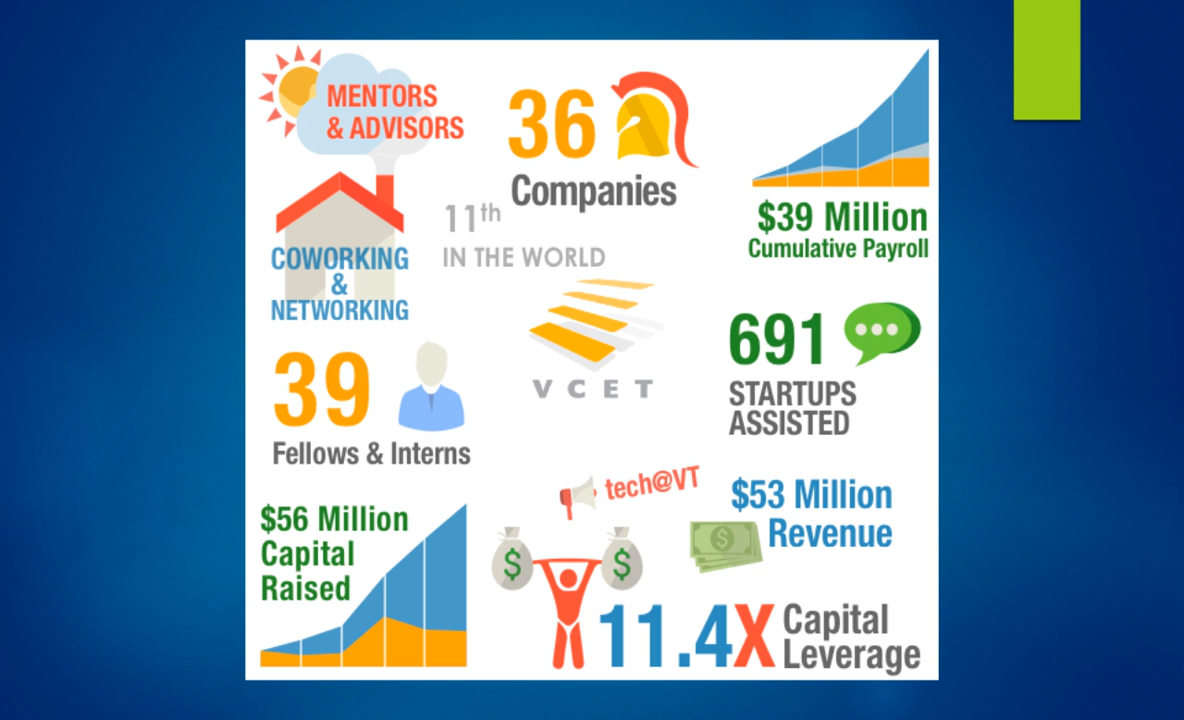 MENTORS
& ADVISORS
36
Companies
11th
IN THE WORLD
$39 Million
Cumulative Payroll
COWORKING
&
NETWORKING
VCET
691
STARTUPS
ASSISTED
39
Fellows & Interns
tech@VT
$53 Million
Revenue
$56 Million
Capital
Raised
$ $
$
11.4X Capital
Leverage